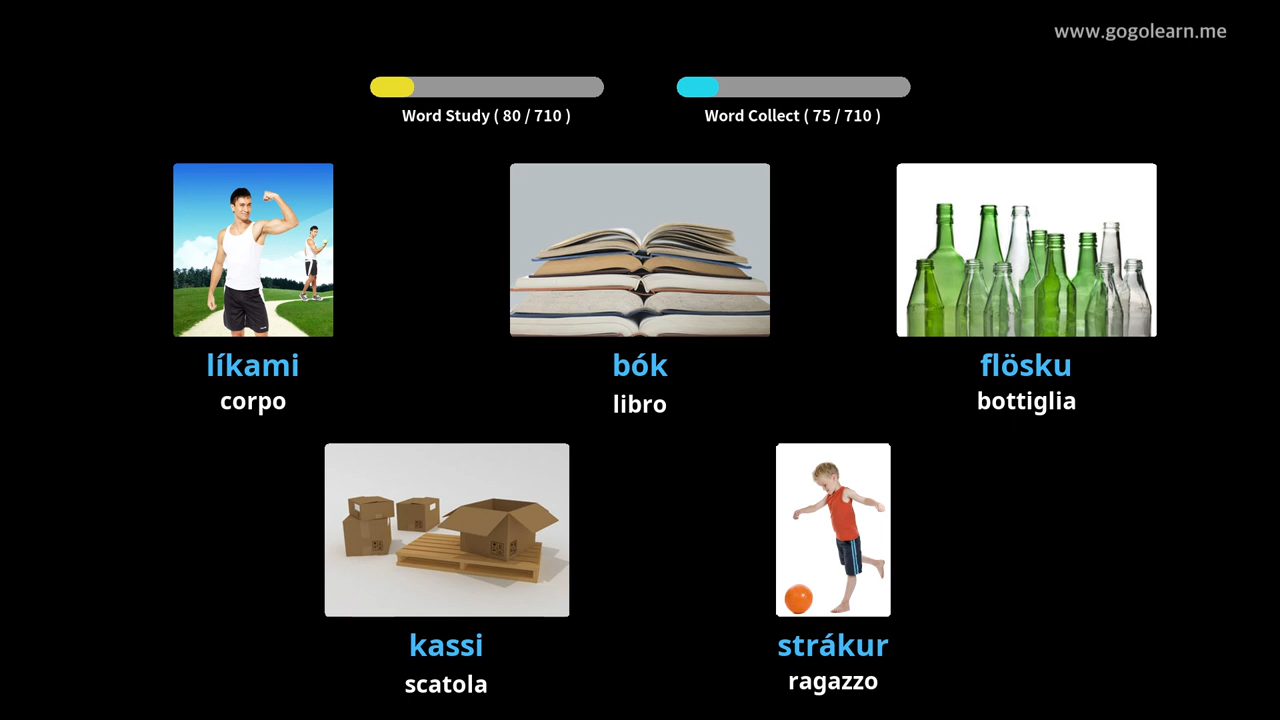 www.gogolearn.me
Word Study ( 80 / 710 )
Word Collect ( 75 / 710 )
líkami
corpo
bók
libro
flösku
bottiglia
kassi
scatola
strákur
ragazzo